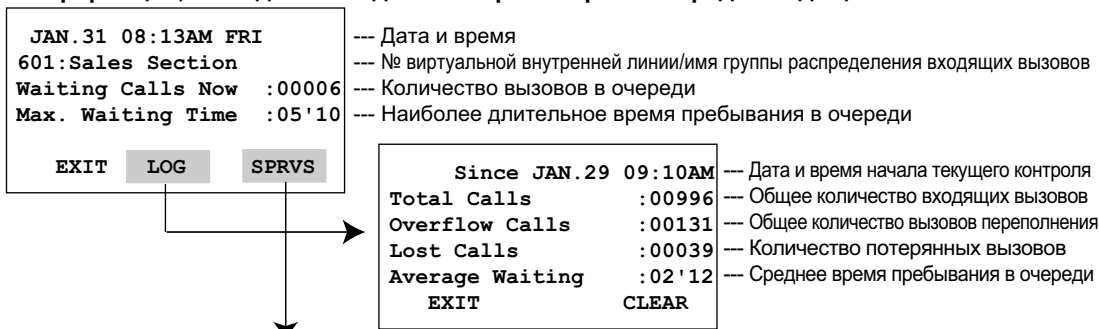 JAN.31 08:13AM FRI --- Дата и время
601:Sales Section --- № виртуальной внутренней линии/имя группы распределения входящих вызовов
Waiting Calls Now :00006 --- Количество вызовов в очереди
Max. Waiting Time :05'10 --- Наиболее длительное время пребывания в очереди
EXIT LOG SPRVS
Since JAN.29 09:10AM --- Дата и время начала текущего контроля
Total Calls :00996 --- Общее количество входящих вызовов
Overflow Calls :00131 --- Общее количество вызовов переполнения
Lost Calls :00039 --- Количество потерянных вызовов
Average Waiting :02'12 --- Среднее время пребывания в очереди
EXIT CLEAR